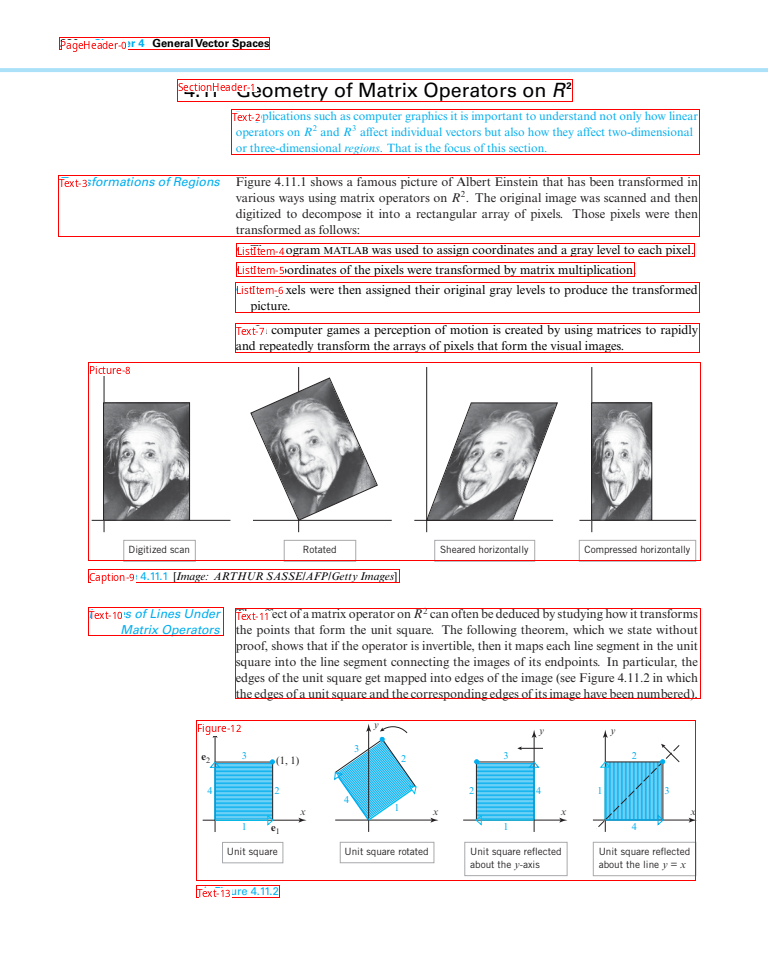 PageHeader-0
er 4 General Vector Spaces
SectionHeader-1
4.11 Geometry of Matrix Operators on R²
Text-2 plications such as computer graphics it is important to understand not only how linear
operators on R² and R³ affect individual vectors but also how they affect two-dimensional
or three-dimensional regions. That is the focus of this section.
Text-3 sformations of Regions
Figure 4.11.1 shows a famous picture of Albert Einstein that has been transformed in
various ways using matrix operators on R². The original image was scanned and then
digitized to decompose it into a rectangular array of pixels. Those pixels were then
transformed as follows:
ListItem-4 ogram MATLAB was used to assign coordinates and a gray level to each pixel.
ListItem-5 oordinates of the pixels were transformed by matrix multiplication.
ListItem-6 xels were then assigned their original gray levels to produce the transformed
picture.
Text-7 computer games a perception of motion is created by using matrices to rapidly
and repeatedly transform the arrays of pixels that form the visual images.
Picture-8
Digitized scan
Rotated
Sheared horizontally
Compressed horizontally
Caption-9 4.11.1 [Image: ARTHUR SASSE/AFP/Getty Images]
Text-10 s of Lines Under
Matrix Operators
Text-11 ect of a matrix operator on R² can often be deduced by studying how it transforms
the points that form the unit square. The following theorem, which we state without
proof, shows that if the operator is invertible, then it maps each line segment in the unit
square into the line segment connecting the images of its endpoints. In particular, the
edges of the unit square get mapped into edges of the image (see Figure 4.11.2 in which
the edges of a unit square and the corresponding edges of its image have been numbered).
Figure-12
e₂ 3 (1, 1) 4 2 x 1 e₁
y 3 2 4 1 x
y 3 2 4 x 1
y 2 1 3 x 4
Unit square
Unit square rotated
Unit square reflected
about the y-axis
Unit square reflected
about the line y = x
Text-13 ure 4.11.2